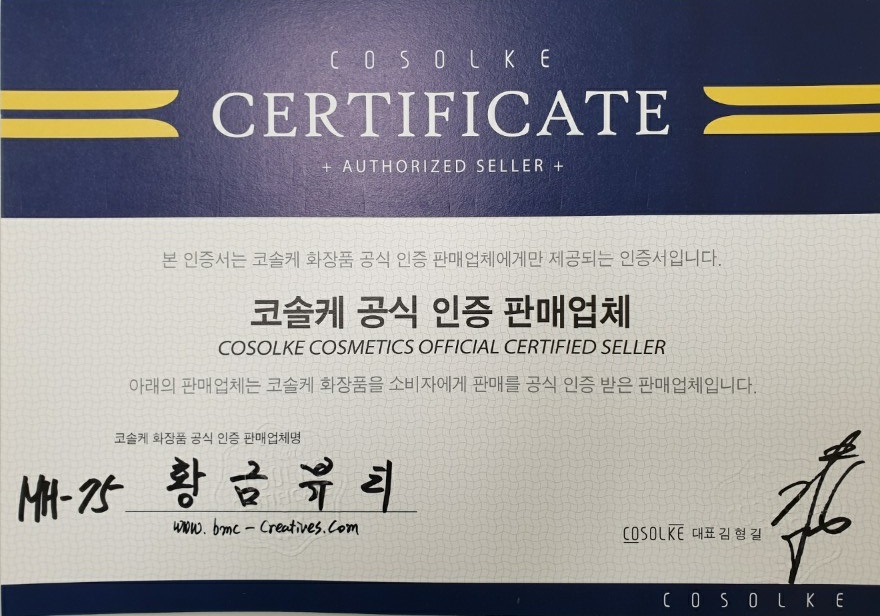 COSOLKE
CERTIFICATE
+ AUTHORIZED SELLER +
본 인증서는 코솔케 화장품 공식 인증 판매업체에게만 제공되는 인증서입니다.
코솔케 공식 인증 판매업체
COSOLKE COSMETICS OFFICIAL CERTIFIED SELLER
아래의 판매업체는 코솔케 화장품을 소비자에게 판매를 공식 인증 받은 판매업체입니다.
코솔케 화장품 공식 인증 판매업체명
MH-75 황금뷰티
www.bmc-creatives.com
COSOLKE 대표 김형길
COSOLKE